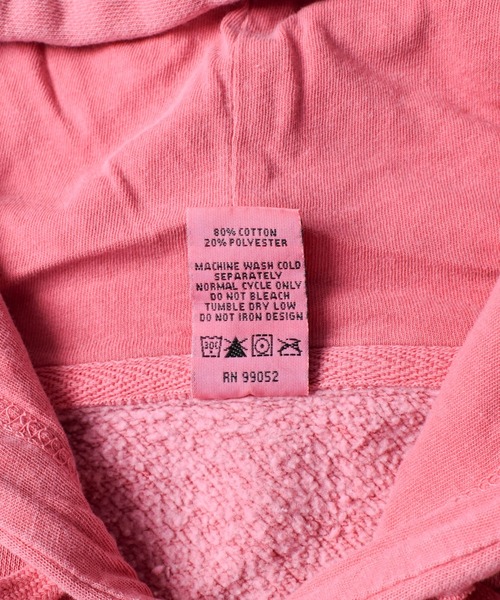 80% COTTON
20% POLYESTER
MACHINE WASH COLD
SEPARATELY
NORMAL CYCLE ONLY
DO NOT BLEACH
TUMBLE DRY LOW
DO NOT IRON DESIGN
30C
RN 99052